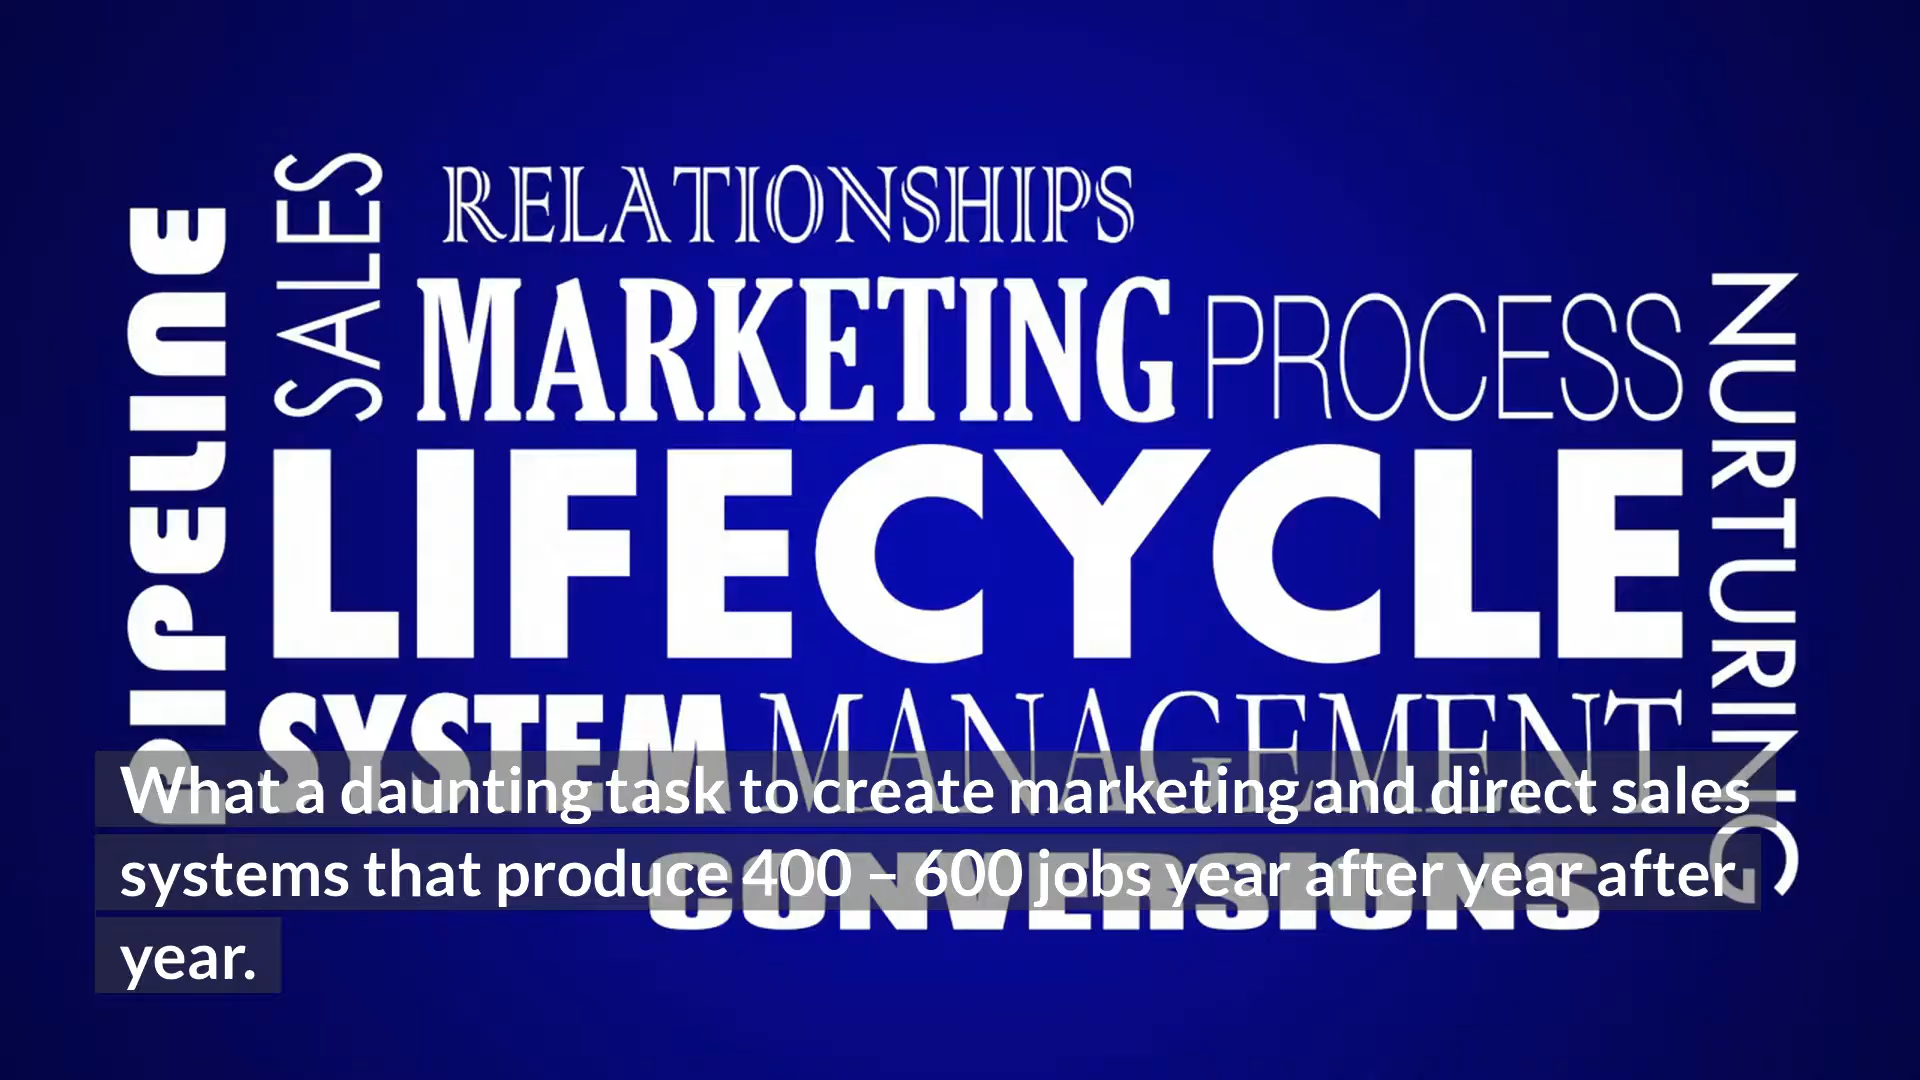 PIPELINE
SALES
RELATIONSHIPS
MARKETING PROCESS
NURTURING
LIFECYCLE
SYSTEM MANAGEMENT
CONVERSIONS
What a daunting task to create marketing and direct sales
systems that produce 400 – 600 jobs year after year after
year.